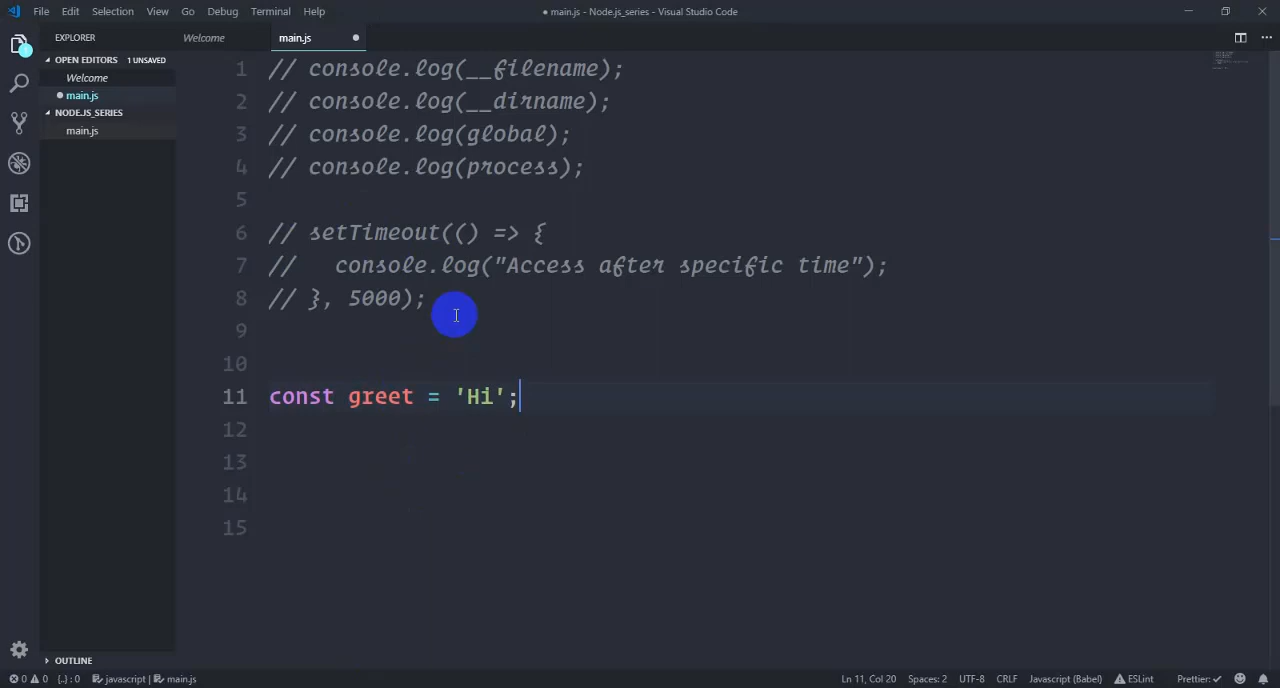 File Edit Selection View Go Debug Terminal Help
● main.js - Node.js_series - Visual Studio Code
EXPLORER
Welcome
main.js
OPEN EDITORS 1 UNSAVED
Welcome
main.js
NODE.JS_SERIES
main.js
1 // console.log(__filename);
2 // console.log(__dirname);
3 // console.log(global);
4 // console.log(process);
5
6 // setTimeout(() => {
7 //   console.log("Access after specific time");
8 // }, 5000);
9
10
11 const greet = 'Hi';
12
13
14
15
OUTLINE
0 0 {..} : 0 javascript | main.js
Ln 11, Col 20 Spaces: 2 UTF-8 CRLF Javascript (Babel) ESLint Prettier: ✓